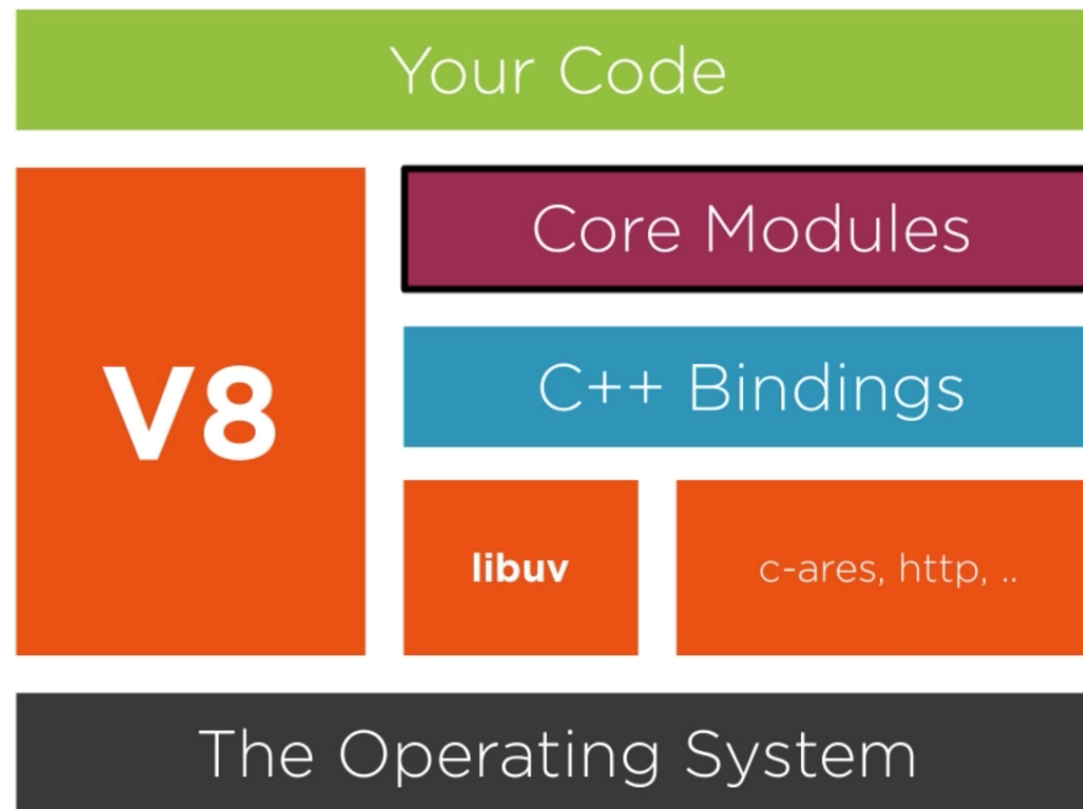 Your Code
V8
Core Modules
C++ Bindings
libuv
c-ares, http, ..
The Operating System